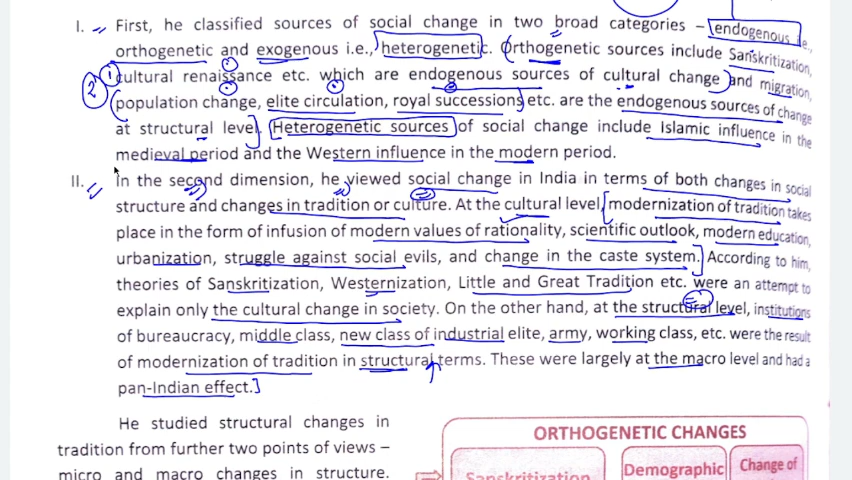 I. First, he classified sources of social change in two broad categories – endogenous i.e.,
orthogenetic and exogenous i.e., heterogenetic. Orthogenetic sources include Sanskritization,
cultural renaissance etc. which are endogenous sources of cultural change and migration,
population change, elite circulation, royal successions etc. are the endogenous sources of change
at structural level. Heterogenetic sources of social change include Islamic influence in the
medieval period and the Western influence in the modern period.
II. In the second dimension, he viewed social change in India in terms of both changes in social
structure and changes in tradition or culture. At the cultural level, modernization of tradition takes
place in the form of infusion of modern values of rationality, scientific outlook, modern education,
urbanization, struggle against social evils, and change in the caste system. According to him,
theories of Sanskritization, Westernization, Little and Great Tradition etc. were an attempt to
explain only the cultural change in society. On the other hand, at the structural level, institutions
of bureaucracy, middle class, new class of industrial elite, army, working class, etc. were the result
of modernization of tradition in structural terms. These were largely at the macro level and had a
pan-Indian effect.
He studied structural changes in
tradition from further two points of views –
micro and macro changes in structure.
ORTHOGENETIC CHANGES
Sanskritization
Demographic
Change of